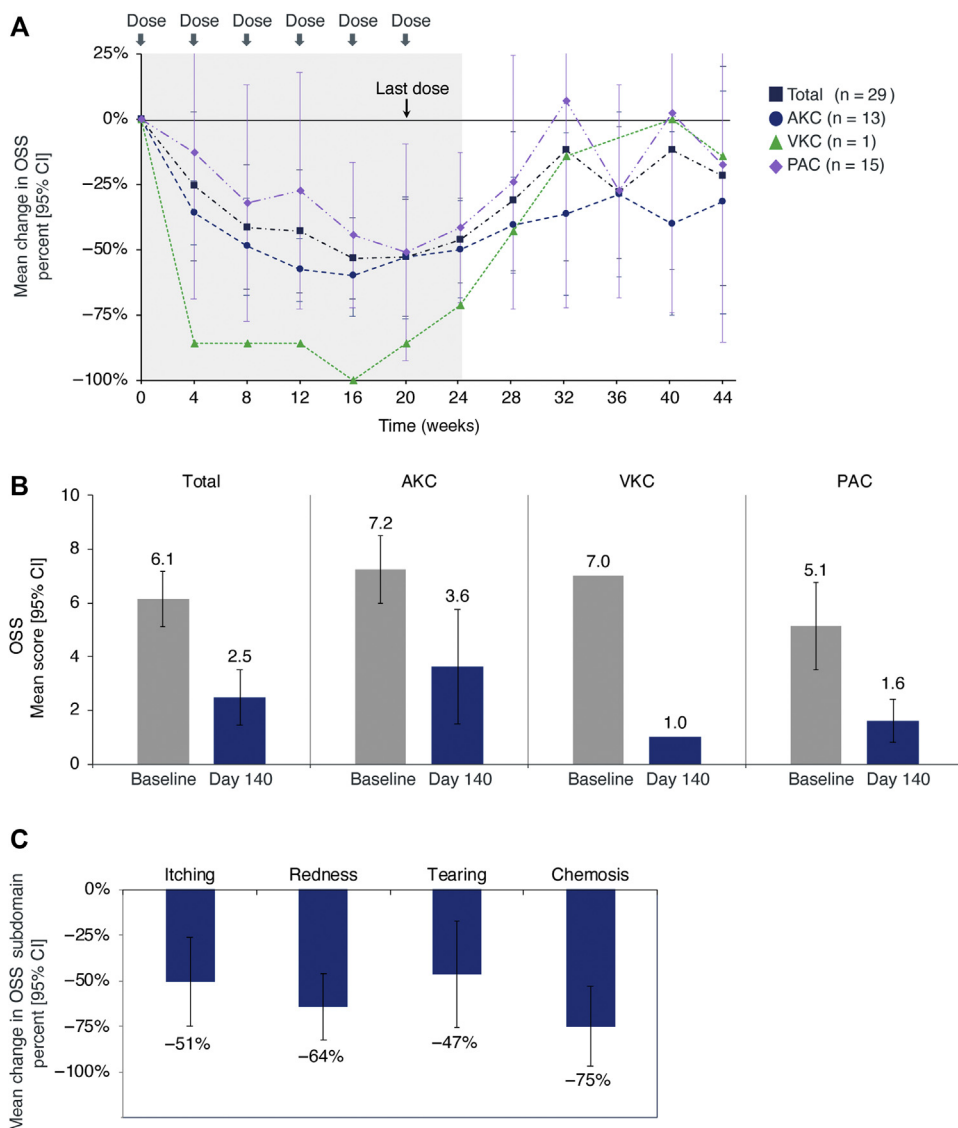 A
Dose Dose Dose Dose Dose Dose
Last dose
Mean change in OSS
percent [95% CI]
25%
0%
−25%
−50%
−75%
−100%
0 4 8 12 16 20 24 28 32 36 40 44
Time (weeks)
Total (n = 29)
AKC (n = 13)
VKC (n = 1)
PAC (n = 15)
B
Total AKC VKC PAC
OSS
Mean score [95% CI]
10
8
6
4
2
0
6.1 2.5 7.2 3.6 7.0 1.0 5.1 1.6
Baseline Day 140 Baseline Day 140 Baseline Day 140 Baseline Day 140
C
Itching Redness Tearing Chemosis
Mean change in OSS subdomain
percent [95% CI]
0%
−25%
−50%
−75%
−100%
−51% −64% −47% −75%